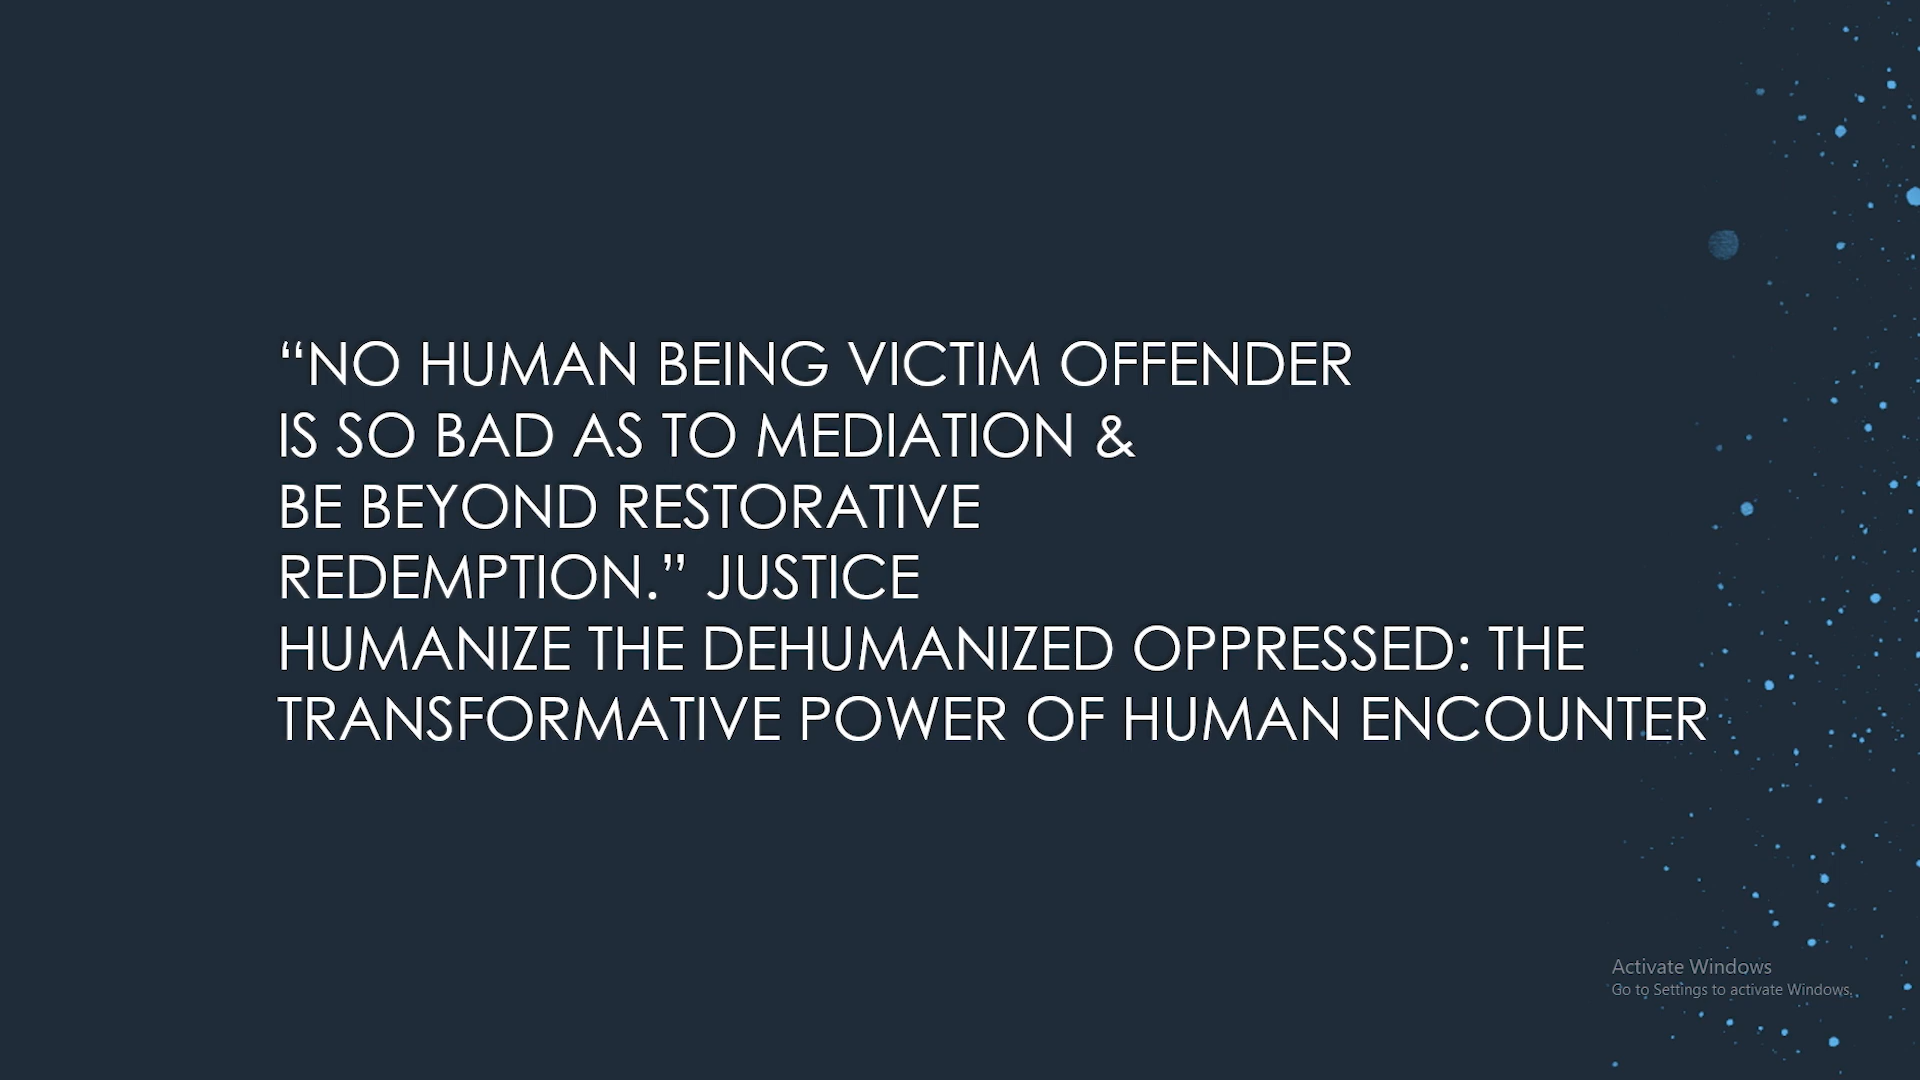 “NO HUMAN BEING VICTIM OFFENDER
IS SO BAD AS TO MEDIATION &
BE BEYOND RESTORATIVE
REDEMPTION.” JUSTICE
HUMANIZE THE DEHUMANIZED OPPRESSED: THE
TRANSFORMATIVE POWER OF HUMAN ENCOUNTER
Activate Windows
Go to Settings to activate Windows.